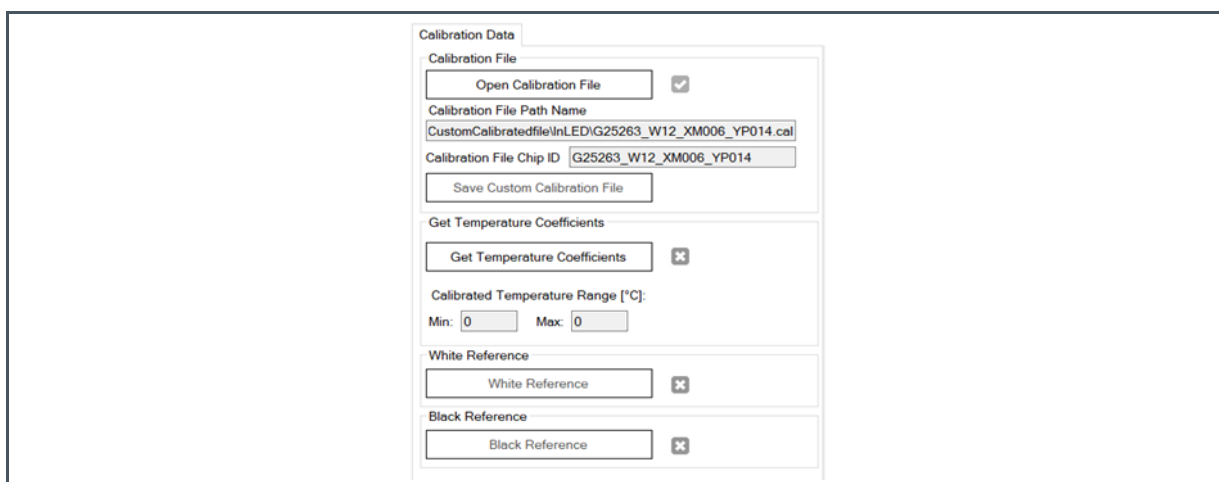 Calibration Data
Calibration File
Open Calibration File
Calibration File Path Name
CustomCalibratedfile\InLED\G25263_W12_XM006_YP014.cal
Calibration File Chip ID G25263_W12_XM006_YP014
Save Custom Calibration File
Get Temperature Coefficients
Get Temperature Coefficients
Calibrated Temperature Range [°C]:
Min: 0 Max: 0
White Reference
White Reference
Black Reference
Black Reference